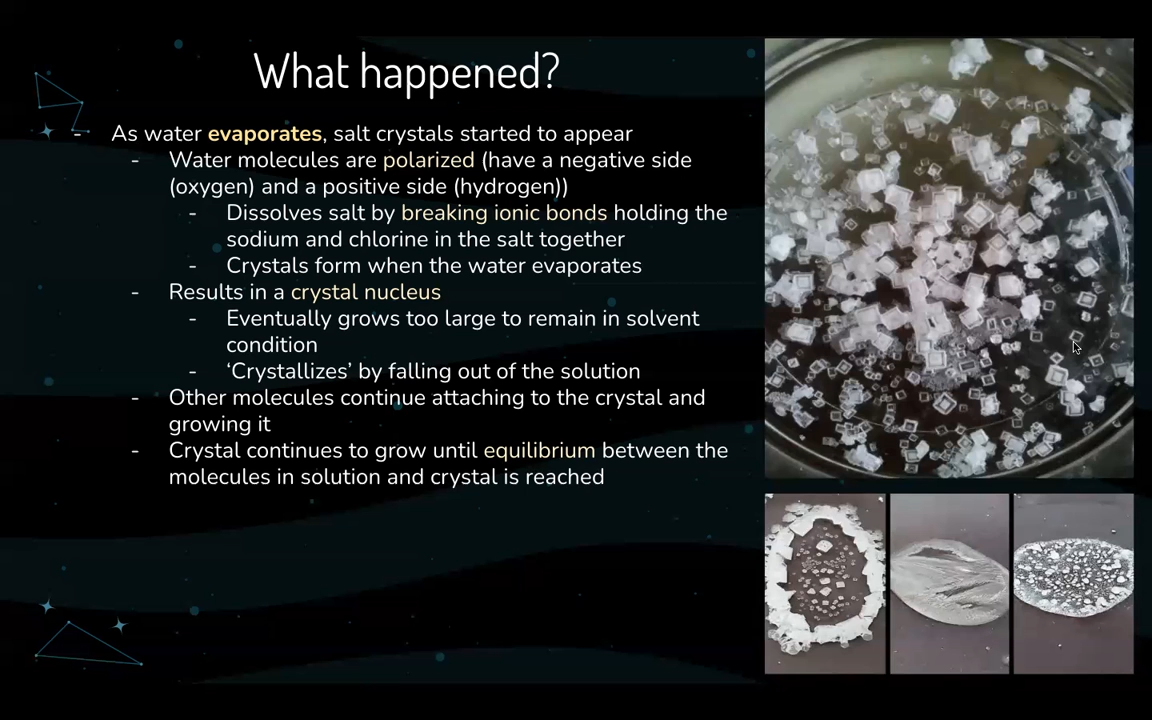 What happened?
- As water evaporates, salt crystals started to appear
- Water molecules are polarized (have a negative side
(oxygen) and a positive side (hydrogen))
- Dissolves salt by breaking ionic bonds holding the
sodium and chlorine in the salt together
- Crystals form when the water evaporates
- Results in a crystal nucleus
- Eventually grows too large to remain in solvent
condition
- ‘Crystallizes’ by falling out of the solution
- Other molecules continue attaching to the crystal and
growing it
- Crystal continues to grow until equilibrium between the
molecules in solution and crystal is reached